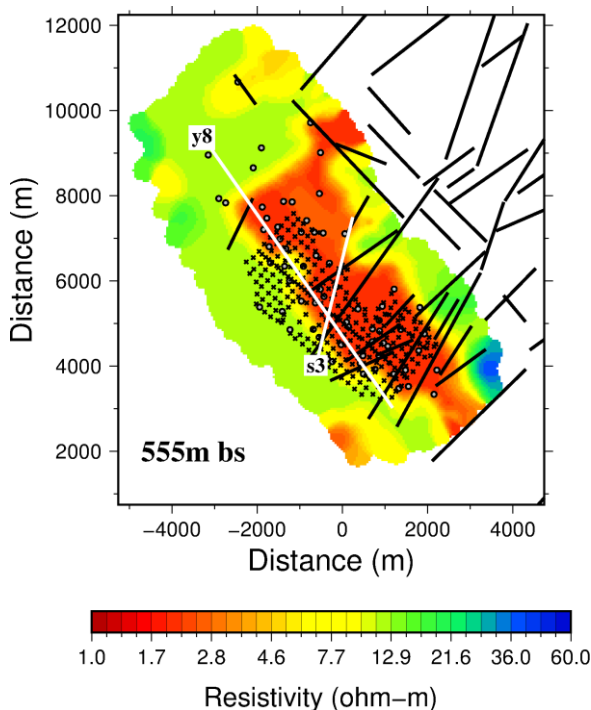 12000
10000
8000
6000
4000
2000
Distance (m)
y8
s3
555m bs
−4000 −2000 0 2000 4000
Distance (m)
1.0 1.7 2.8 4.6 7.7 12.9 21.6 36.0 60.0
Resistivity (ohm−m)